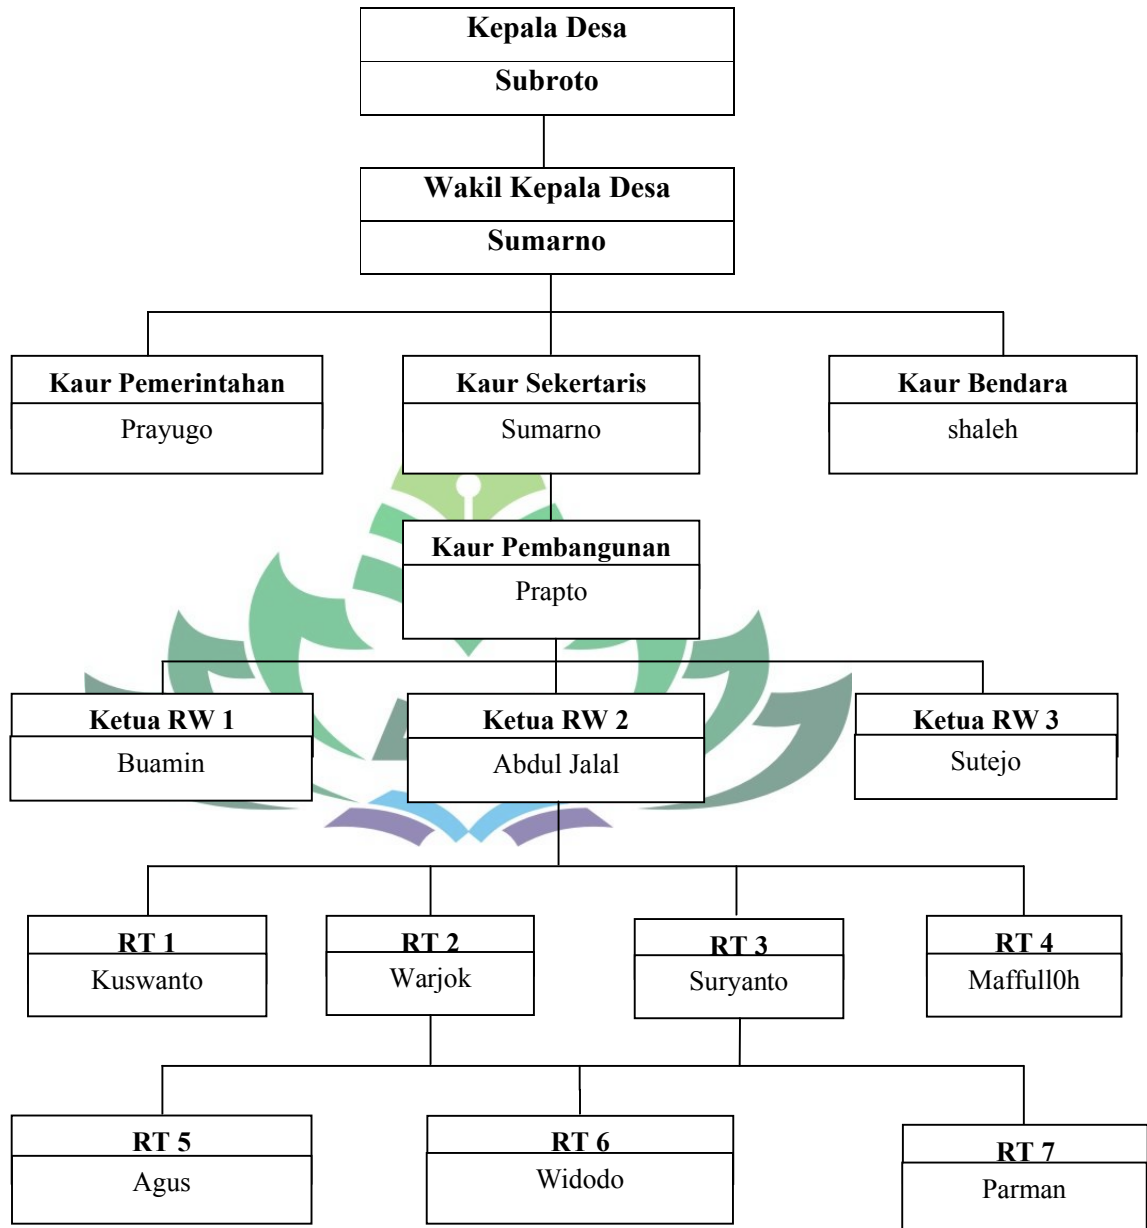 Kepala Desa
Subroto
Wakil Kepala Desa
Sumarno
Kaur Pemerintahan
Prayugo
Kaur Sekertaris
Sumarno
Kaur Bendara
shaleh
Kaur Pembangunan
Prapto
Ketua RW 1
Buamin
Ketua RW 2
Abdul Jalal
Ketua RW 3
Sutejo
RT 1
Kuswanto
RT 2
Warjok
RT 3
Suryanto
RT 4
Mafful​l0h
RT 5
Agus
RT 6
Widodo
RT 7
Parman